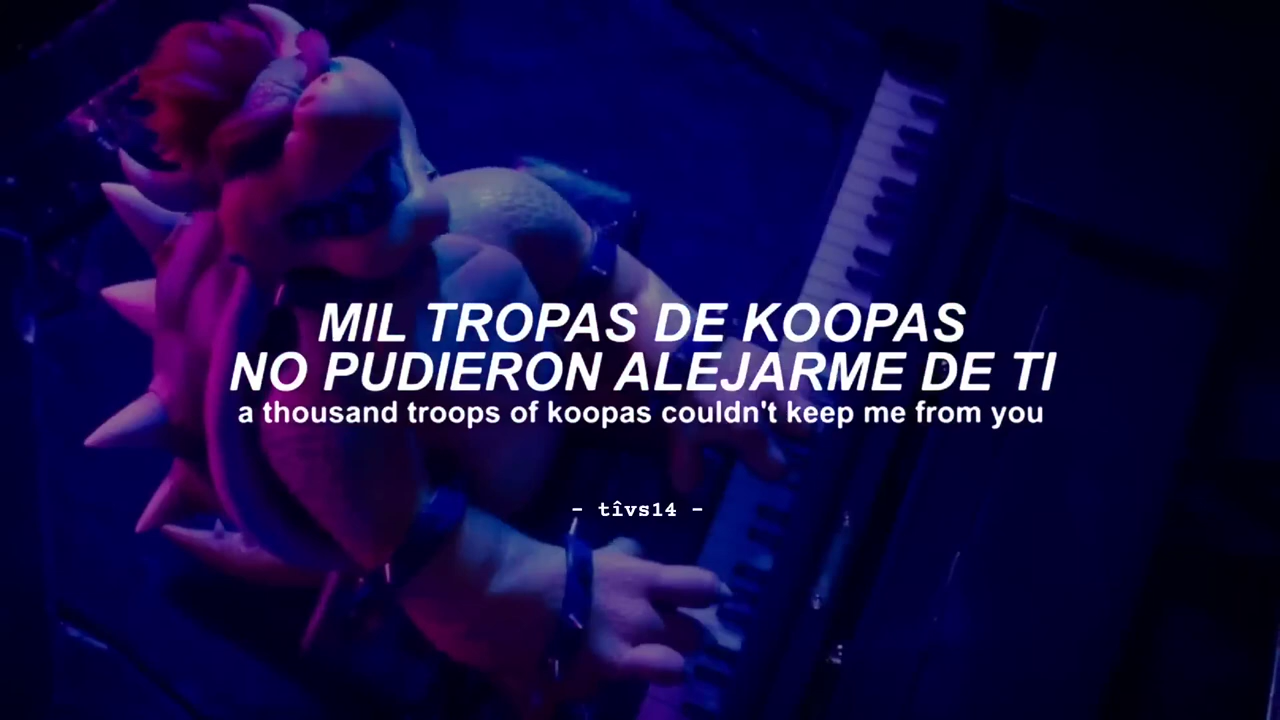 MIL TROPAS DE KOOPAS
NO PUDIERON ALEJARME DE TI
a thousand troops of koopas couldn't keep me from you
- tîvs14 -